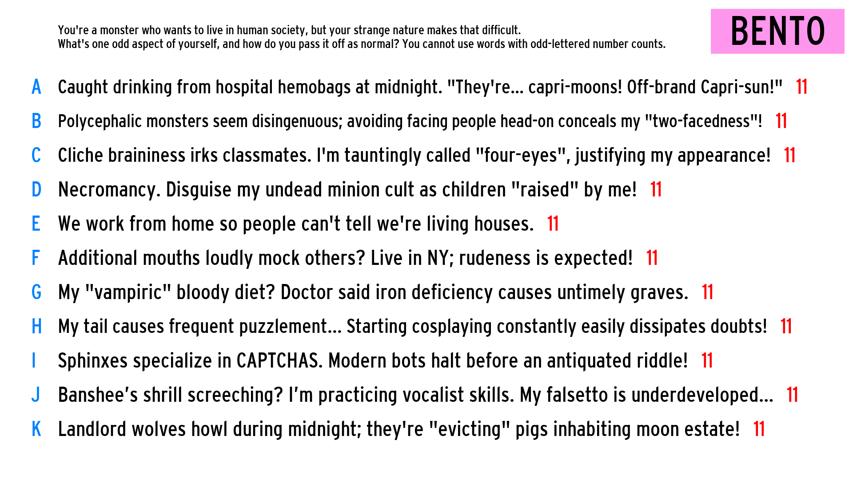 You're a monster who wants to live in human society, but your strange nature makes that difficult.
What's one odd aspect of yourself, and how do you pass it off as normal? You cannot use words with odd-lettered number counts.
BENTO
A Caught drinking from hospital hemobags at midnight. "They're... capri-moons! Off-brand Capri-sun!" 11
B Polycephalic monsters seem disingenuous; avoiding facing people head-on conceals my "two-facedness"! 11
C Cliche braininess irks classmates. I'm tauntingly called "four-eyes", justifying my appearance! 11
D Necromancy. Disguise my undead minion cult as children "raised" by me! 11
E We work from home so people can't tell we're living houses. 11
F Additional mouths loudly mock others? Live in NY; rudeness is expected! 11
G My "vampiric" bloody diet? Doctor said iron deficiency causes untimely graves. 11
H My tail causes frequent puzzlement... Starting cosplaying constantly easily dissipates doubts! 11
I Sphinxes specialize in CAPTCHAS. Modern bots halt before an antiquated riddle! 11
J Banshee’s shrill screeching? I’m practicing vocalist skills. My falsetto is underdeveloped... 11
K Landlord wolves howl during midnight; they're "evicting" pigs inhabiting moon estate! 11